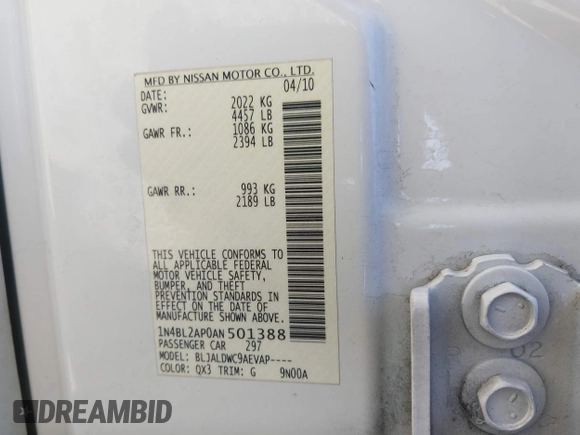 MFD BY NISSAN MOTOR CO., LTD.
DATE: 04/10
GVWR: 2022 KG
4457 LB
GAWR FR.: 1086 KG
2394 LB
GAWR RR.: 993 KG
2189 LB
THIS VEHICLE CONFORMS TO
ALL APPLICABLE FEDERAL
MOTOR VEHICLE SAFETY,
BUMPER, AND THEFT
PREVENTION STANDARDS IN
EFFECT ON THE DATE OF
MANUFACTURE SHOWN ABOVE.
1N4BL2AP0AN501388
PASSENGER CAR 297
MODEL: BLJALDWC9AEVAP----
COLOR: QX3 TRIM: G 9N00A
DREAMBID